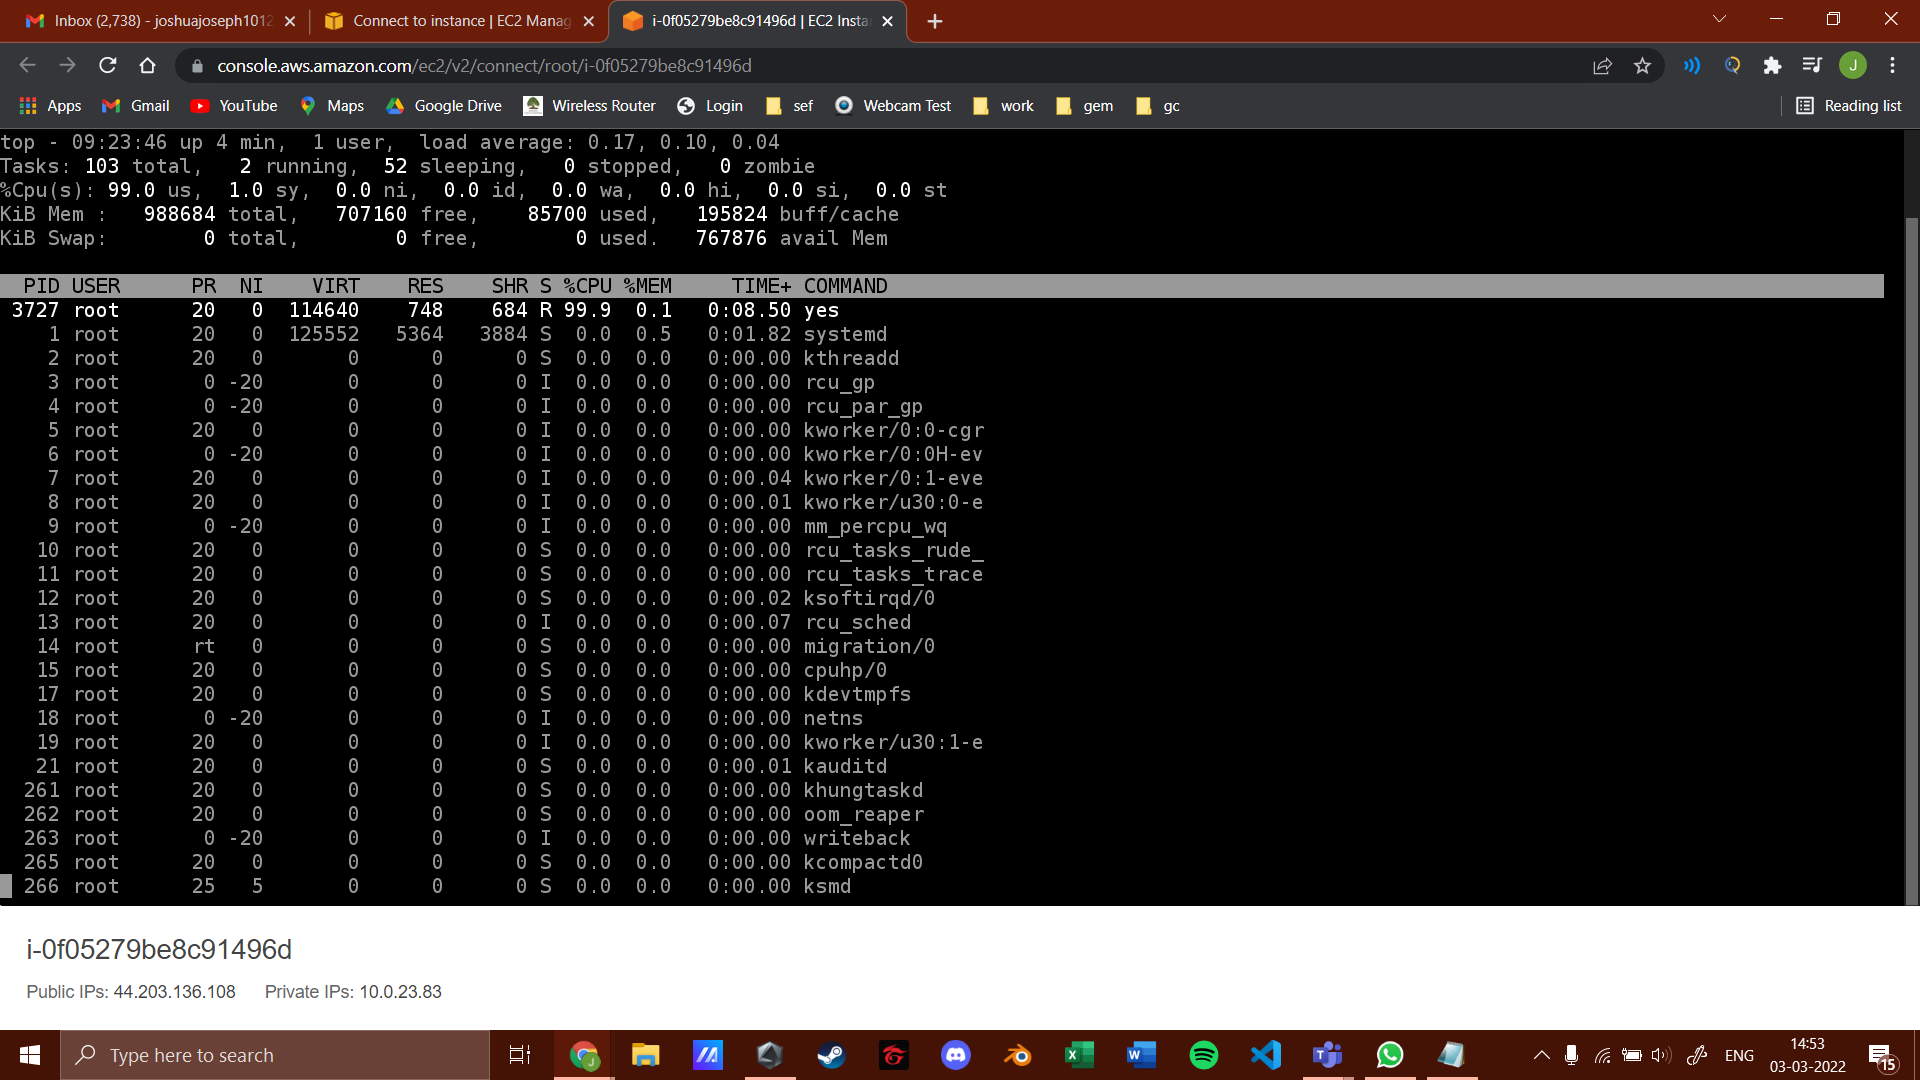 Inbox (2,738) - joshuajoseph1012
Connect to instance | EC2 Manag
i-0f05279be8c91496d | EC2 Insta
console.aws.amazon.com/ec2/v2/connect/root/i-0f05279be8c91496d
J
Apps Gmail YouTube Maps Google Drive Wireless Router Login sef Webcam Test work gem gc Reading list
top - 09:23:46 up 4 min,  1 user,  load average: 0.17, 0.10, 0.04
Tasks: 103 total,   2 running,  52 sleeping,   0 stopped,   0 zombie
%Cpu(s): 99.0 us,  1.0 sy,  0.0 ni,  0.0 id,  0.0 wa,  0.0 hi,  0.0 si,  0.0 st
KiB Mem :   988684 total,   707160 free,    85700 used,   195824 buff/cache
KiB Swap:        0 total,        0 free,        0 used.   767876 avail Mem
PID USER      PR  NI    VIRT    RES    SHR S %CPU %MEM     TIME+ COMMAND
3727 root      20   0  114640    748    684 R 99.9  0.1   0:08.50 yes
1 root      20   0  125552   5364   3884 S  0.0  0.5   0:01.82 systemd
2 root      20   0       0      0      0 S  0.0  0.0   0:00.00 kthreadd
3 root       0 -20       0      0      0 I  0.0  0.0   0:00.00 rcu_gp
4 root       0 -20       0      0      0 I  0.0  0.0   0:00.00 rcu_par_gp
5 root      20   0       0      0      0 I  0.0  0.0   0:00.00 kworker/0:0-cgr
6 root       0 -20       0      0      0 I  0.0  0.0   0:00.00 kworker/0:0H-ev
7 root      20   0       0      0      0 I  0.0  0.0   0:00.04 kworker/0:1-eve
8 root      20   0       0      0      0 I  0.0  0.0   0:00.01 kworker/u30:0-e
9 root       0 -20       0      0      0 I  0.0  0.0   0:00.00 mm_percpu_wq
10 root      20   0       0      0      0 S  0.0  0.0   0:00.00 rcu_tasks_rude_
11 root      20   0       0      0      0 S  0.0  0.0   0:00.00 rcu_tasks_trace
12 root      20   0       0      0      0 S  0.0  0.0   0:00.02 ksoftirqd/0
13 root      20   0       0      0      0 I  0.0  0.0   0:00.07 rcu_sched
14 root      rt   0       0      0      0 S  0.0  0.0   0:00.00 migration/0
15 root      20   0       0      0      0 S  0.0  0.0   0:00.00 cpuhp/0
17 root      20   0       0      0      0 S  0.0  0.0   0:00.00 kdevtmpfs
18 root       0 -20       0      0      0 I  0.0  0.0   0:00.00 netns
19 root      20   0       0      0      0 I  0.0  0.0   0:00.00 kworker/u30:1-e
21 root      20   0       0      0      0 S  0.0  0.0   0:00.01 kauditd
261 root      20   0       0      0      0 S  0.0  0.0   0:00.00 khungtaskd
262 root      20   0       0      0      0 S  0.0  0.0   0:00.00 oom_reaper
263 root       0 -20       0      0      0 I  0.0  0.0   0:00.00 writeback
265 root      20   0       0      0      0 S  0.0  0.0   0:00.00 kcompactd0
266 root      25   5       0      0      0 S  0.0  0.0   0:00.00 ksmd
i-0f05279be8c91496d
Public IPs: 44.203.136.108 Private IPs: 10.0.23.83
Type here to search
ENG
14:53
03-03-2022
15